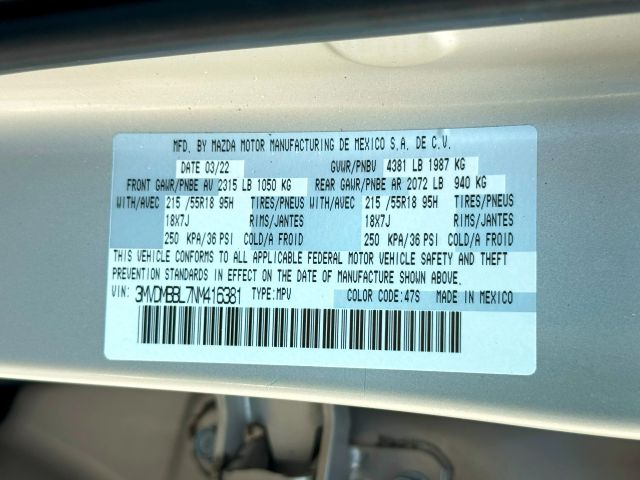 MFD. BY MAZDA MOTOR MANUFACTURING DE MEXICO S.A. DE C.V.
DATE 03/22 GVWR/PNBV 4381 LB 1987 KG
FRONT GAWR/PNBE AV 2315 LB 1050 KG REAR GAWR/PNBE AR 2072 LB 940 KG
WITH/AVEC 215 /55R18 95H TIRES/PNEUS WITH/AVEC 215 /55R18 95H TIRES/PNEUS
18X7J RIMS/JANTES 18X7J RIMS/JANTES
250 KPA/36 PSI COLD/A FROID 250 KPA/36 PSI COLD/A FROID
THIS VEHICLE CONFORMS TO ALL APPLICABLE FEDERAL MOTOR VEHICLE SAFETY AND THEFT
PREVENTION STANDARDS IN EFFECT ON THE DATE OF MANUFACTURE SHOWN ABOVE.
VIN: 3MVDMBBL7NM416381 TYPE: MPV COLOR CODE: 47S MADE IN MEXICO